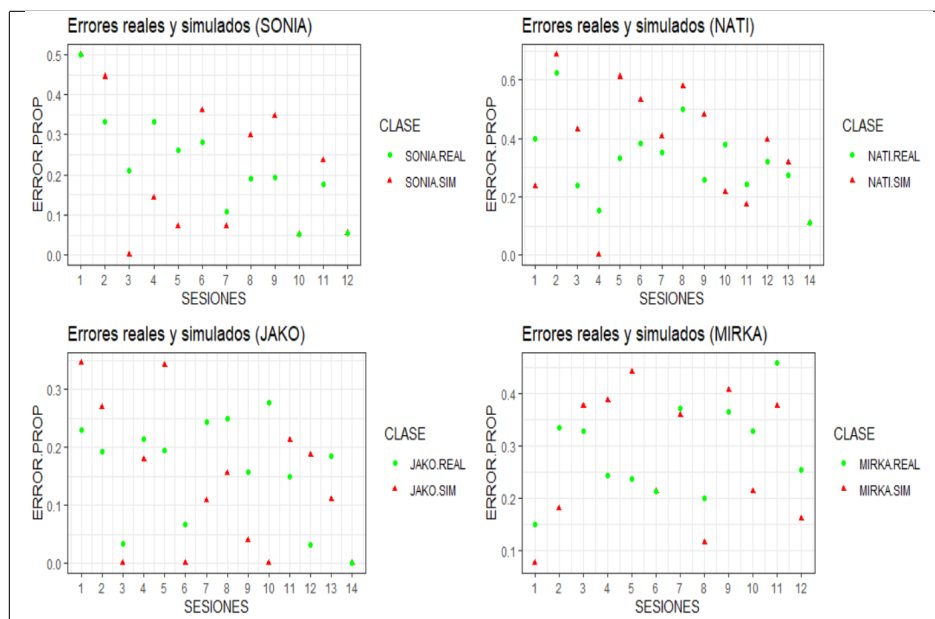 Errores reales y simulados (SONIA)
ERROR.PROP
0.5
0.4
0.3
0.2
0.1
0.0
1 2 3 4 5 6 7 8 9 10 11 12
SESIONES
CLASE
SONIA.REAL
SONIA.SIM
Errores reales y simulados (NATI)
ERROR.PROP
0.6
0.4
0.2
0.0
1 2 3 4 5 6 7 8 9 10 11 12 13 14
SESIONES
CLASE
NATI.REAL
NATI.SIM
Errores reales y simulados (JAKO)
ERROR.PROP
0.3
0.2
0.1
0.0
1 2 3 4 5 6 7 8 9 10 11 12 13 14
SESIONES
CLASE
JAKO.REAL
JAKO.SIM
Errores reales y simulados (MIRKA)
ERROR.PROP
0.4
0.3
0.2
0.1
1 2 3 4 5 6 7 8 9 10 11 12
SESIONES
CLASE
MIRKA.REAL
MIRKA.SIM